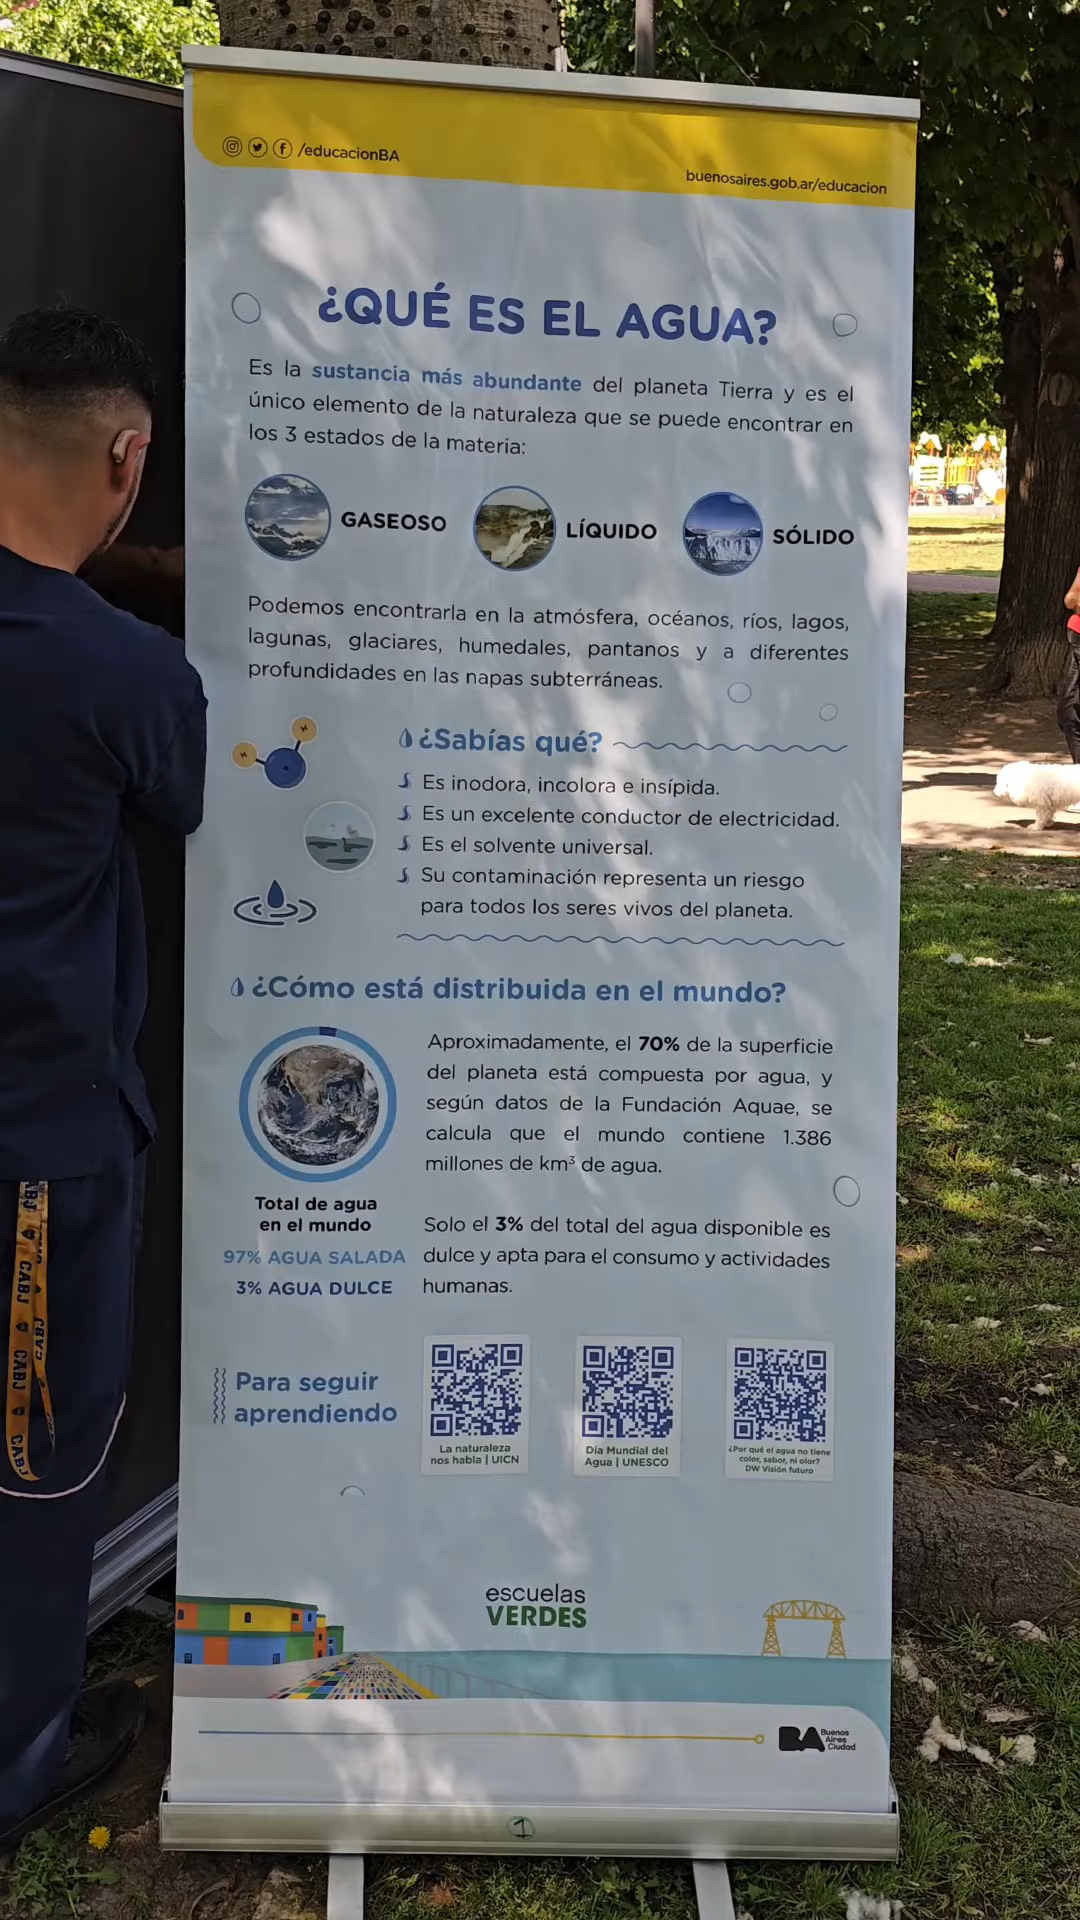 /educacionBA
buenosaires.gob.ar/educacion
¿QUÉ ES EL AGUA?
Es la sustancia más abundante del planeta Tierra y es el
único elemento de la naturaleza que se puede encontrar en
los 3 estados de la materia:
GASEOSO
LÍQUIDO
SÓLIDO
Podemos encontrarla en la atmósfera, océanos, ríos, lagos,
lagunas, glaciares, humedales, pantanos y a diferentes
profundidades en las napas subterráneas.
¿Sabías qué?
H
H
O
Es inodora, incolora e insípida.
Es un excelente conductor de electricidad.
Es el solvente universal.
Su contaminación representa un riesgo
para todos los seres vivos del planeta.
¿Cómo está distribuida en el mundo?
Aproximadamente, el 70% de la superficie
del planeta está compuesta por agua, y
según datos de la Fundación Aquae, se
calcula que el mundo contiene 1.386
millones de km³ de agua.
Total de agua
en el mundo
97% AGUA SALADA
3% AGUA DULCE
Solo el 3% del total del agua disponible es
dulce y apta para el consumo y actividades
humanas.
Para seguir
aprendiendo
La naturaleza
nos habla | UICN
Día Mundial del
Agua | UNESCO
¿Por qué el agua no tiene
color, sabor, ni olor?
DW Visión futuro
escuelas
VERDES
BA Buenos
Aires
Ciudad
1
CABJ
CABJ
CABJ
CABJ